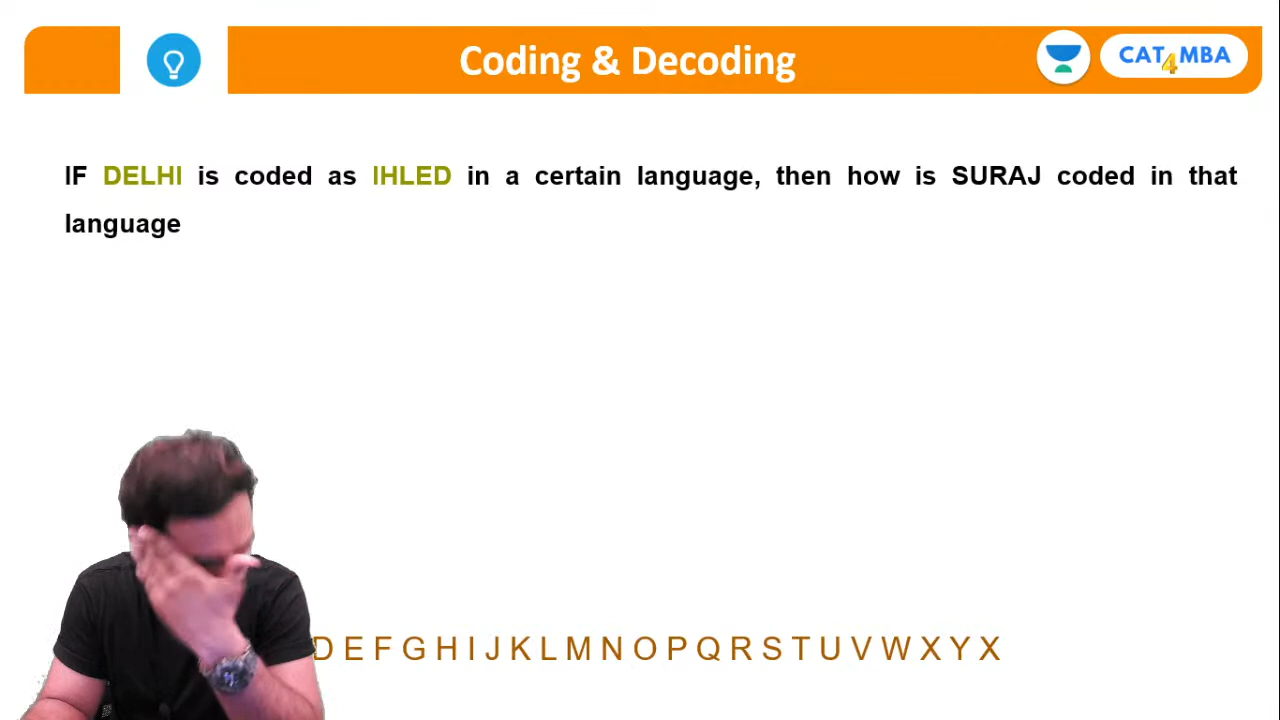 Coding & Decoding
CAT4MBA
IF DELHI is coded as IHLED in a certain language, then how is SURAJ coded in that
language
D E F G H I J K L M N O P Q R S T U V W X Y X